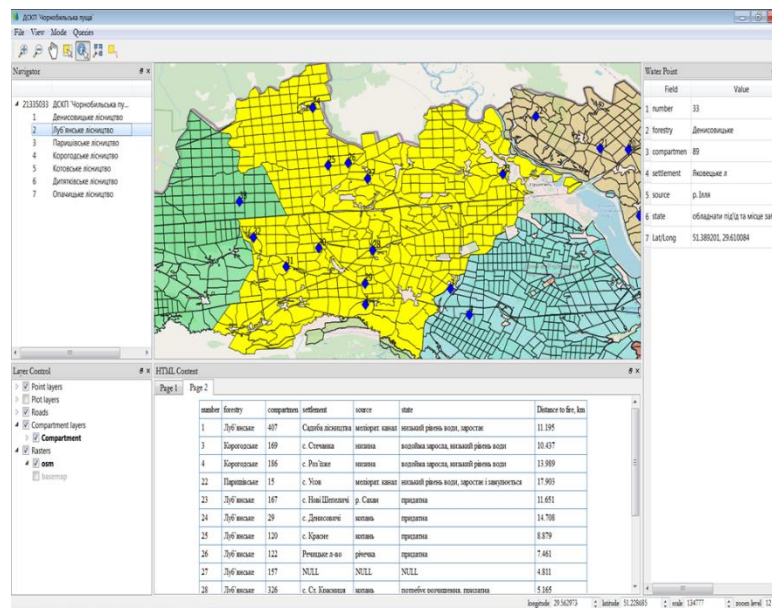 ДСКП 'Чорнобильська пуща'
File View Mode Queries
Navigator
21315033 ДСКП 'Чорнобильська пу...
1 Денисовицьке лісництво
2 Луб'янське лісництво
3 Паришівське лісництво
4 Корогодське лісництво
5 Котовське лісництво
6 Дитятківське лісництво
7 Опачицьке лісництво
Water Point
Field Value
1 number 33
2 forestry Денисовицьке
3 compartmen 89
4 settlement Яковецьке л
5 source р. Ілля
6 state обладнати під'їд та місце заб
7 Lat/Long 51.389201, 29.610084
Layer Control
Point layers
Plot layers
Roads
Compartment layers
Compartment
Rasters
osm
basemap
HTML Content
Page 1 Page 2
number forestry compartmen settlement source state Distance to fire, km
1 Луб'янське 407 Садиба лісництва меліорат. канал низький рівень води, заростає 11.195
3 Корогодське 169 с. Стечанка низина водойма заросла, низький рівень води 10.437
4 Корогодське 186 с. Роз'їзже низина водойма заросла, низький рівень води 13.989
22 Паришівське 15 с. Усов меліорат. канал низький рівень води, заростає і замулюється 17.903
23 Луб'янське 167 с. Нові Шепеличі р. Сахан придатна 11.651
24 Луб'янське 29 с. Денисовичі копань придатна 14.708
25 Луб'янське 120 с. Красне копань придатна 8.879
26 Луб'янське 122 Речицьке л-во річечка придатна 7.461
27 Луб'янське 157 NULL NULL NULL 4.811
28 Луб'янське 326 с. Ст. Красниця копань потребує розчищення, придатна 5.165
longitude 29.562973 latitude 51.228685 scale 134777 zoom level 12